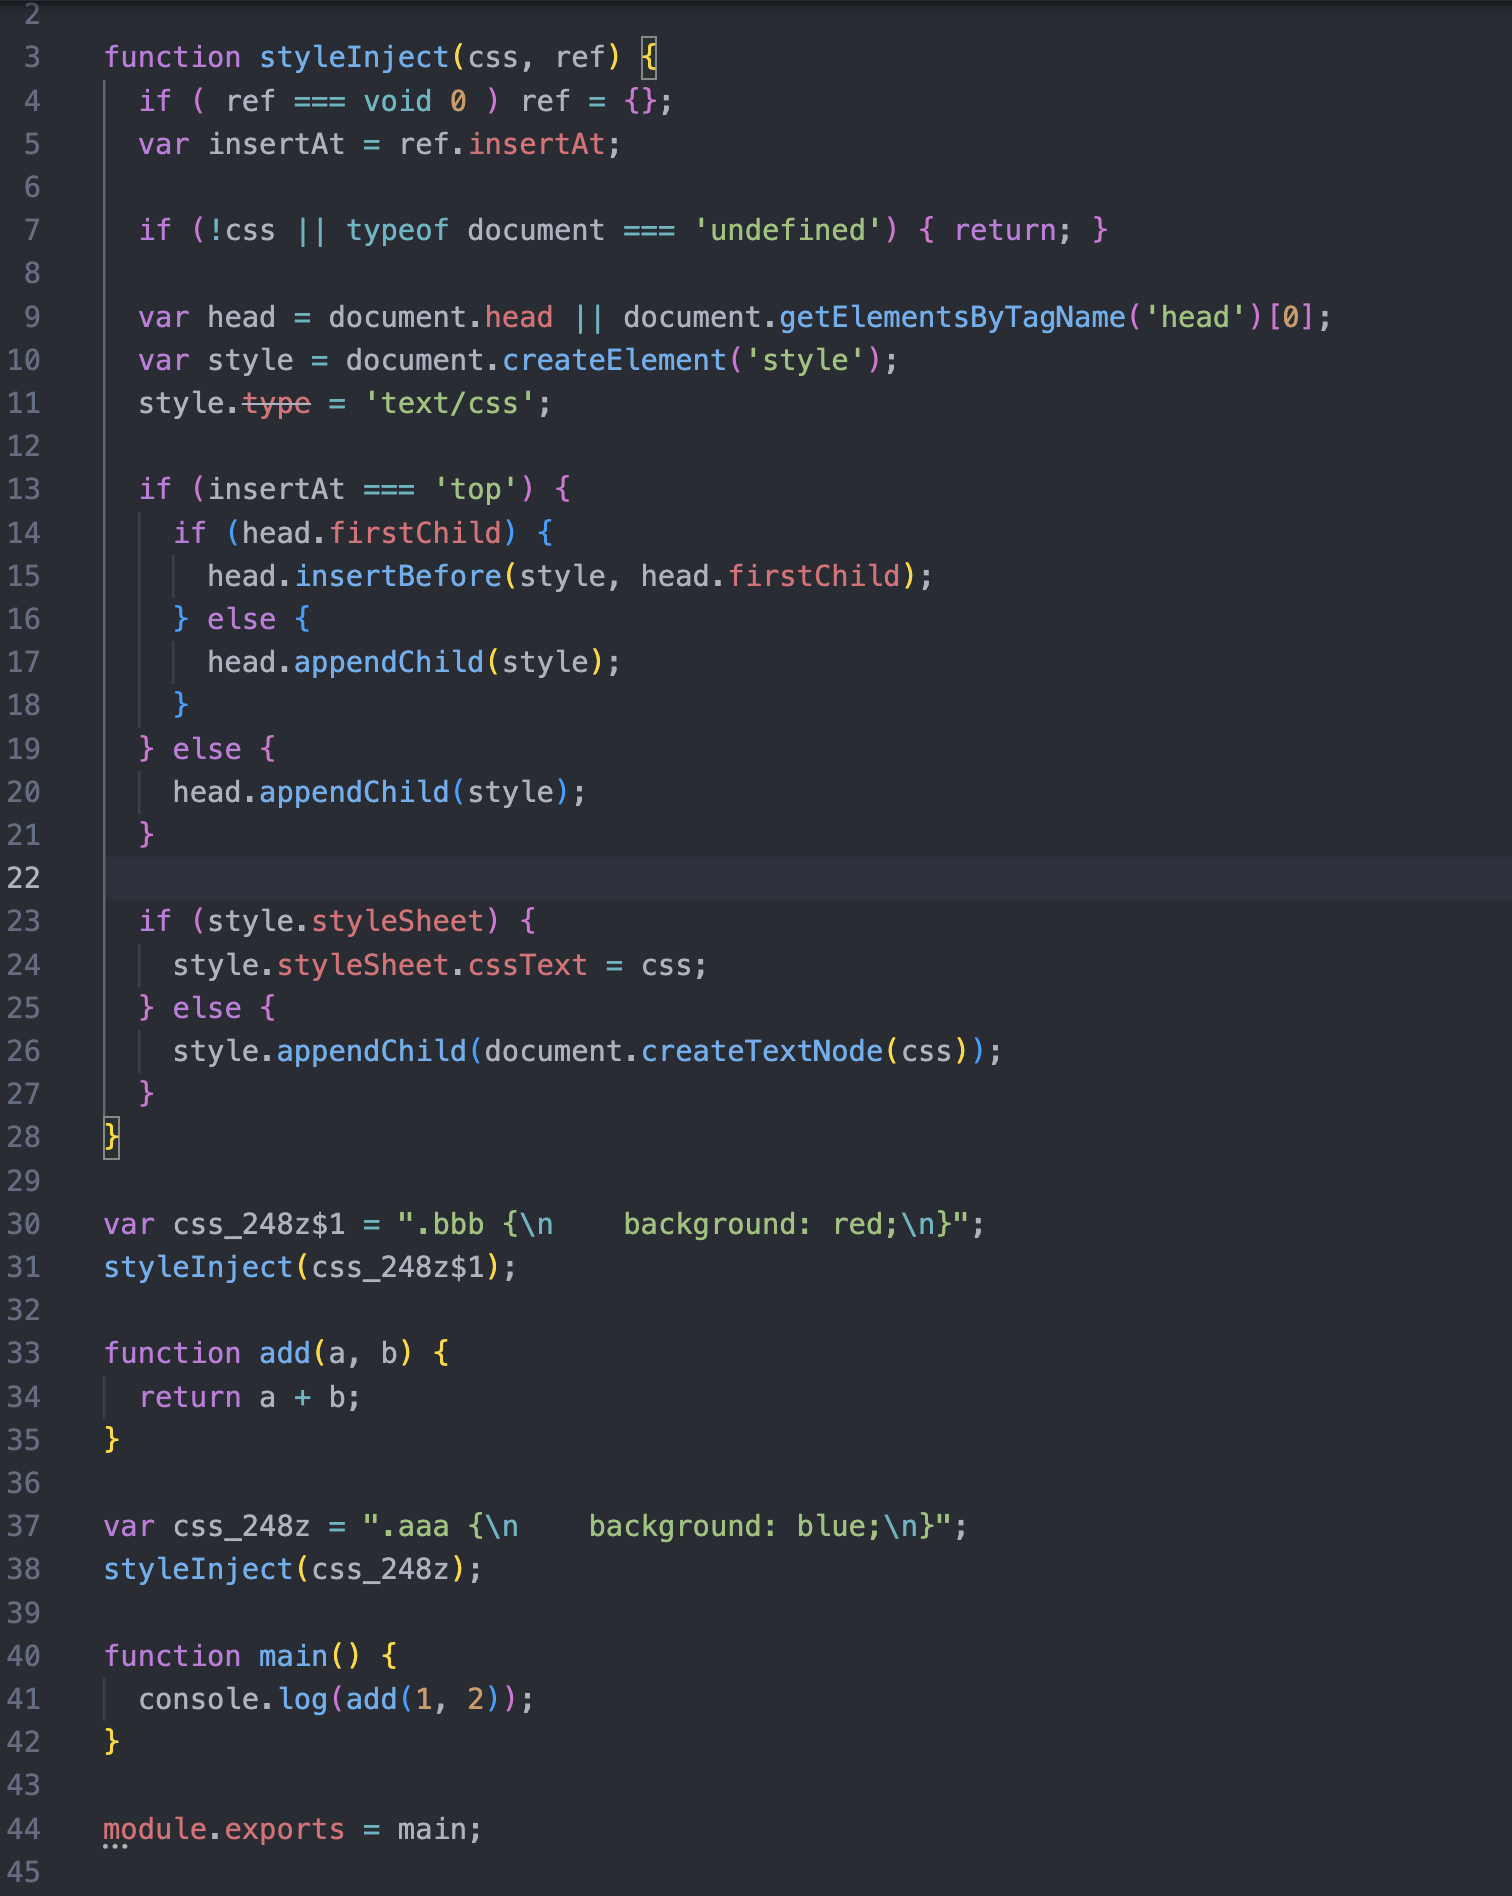 2
3 function styleInject(css, ref) {
4   if ( ref === void 0 ) ref = {};
5   var insertAt = ref.insertAt;
6
7   if (!css || typeof document === 'undefined') { return; }
8
9   var head = document.head || document.getElementsByTagName('head')[0];
10   var style = document.createElement('style');
11   style.type = 'text/css';
12
13   if (insertAt === 'top') {
14     if (head.firstChild) {
15       head.insertBefore(style, head.firstChild);
16     } else {
17       head.appendChild(style);
18     }
19   } else {
20     head.appendChild(style);
21   }
22
23   if (style.styleSheet) {
24     style.styleSheet.cssText = css;
25   } else {
26     style.appendChild(document.createTextNode(css));
27   }
28 }
29
30 var css_248z$1 = ".bbb {\n    background: red;\n}";
31 styleInject(css_248z$1);
32
33 function add(a, b) {
34   return a + b;
35 }
36
37 var css_248z = ".aaa {\n    background: blue;\n}";
38 styleInject(css_248z);
39
40 function main() {
41   console.log(add(1, 2));
42 }
43
44 module.exports = main;
45